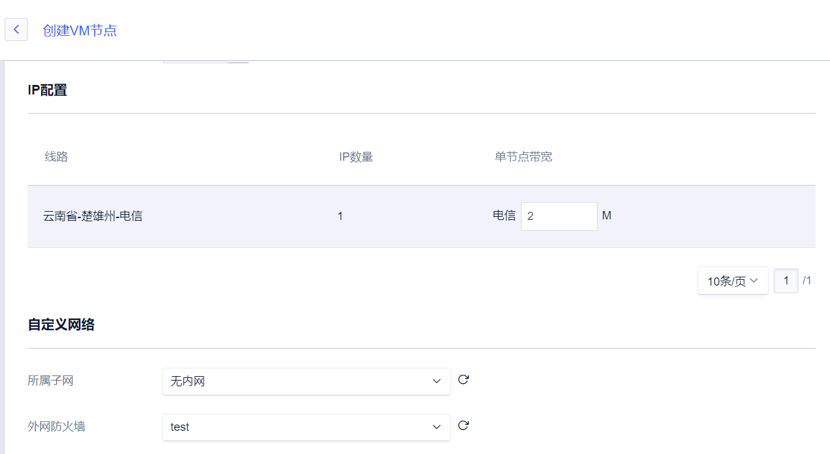 创建VM节点
IP配置
线路 IP数量 单节点带宽
云南省-楚雄州-电信 1 电信 2 M
10条/页 1 /1
自定义网络
所属子网 无内网
外网防火墙 test